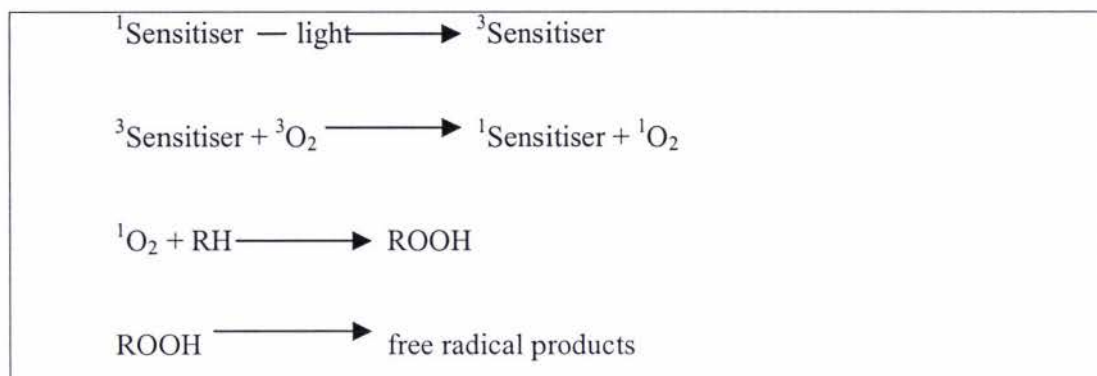 ¹Sensitiser — light⟶ ³Sensitiser
³Sensitiser + ³O₂ ⟶ ¹Sensitiser + ¹O₂
¹O₂ + RH ⟶ ROOH
ROOH ⟶ free radical products